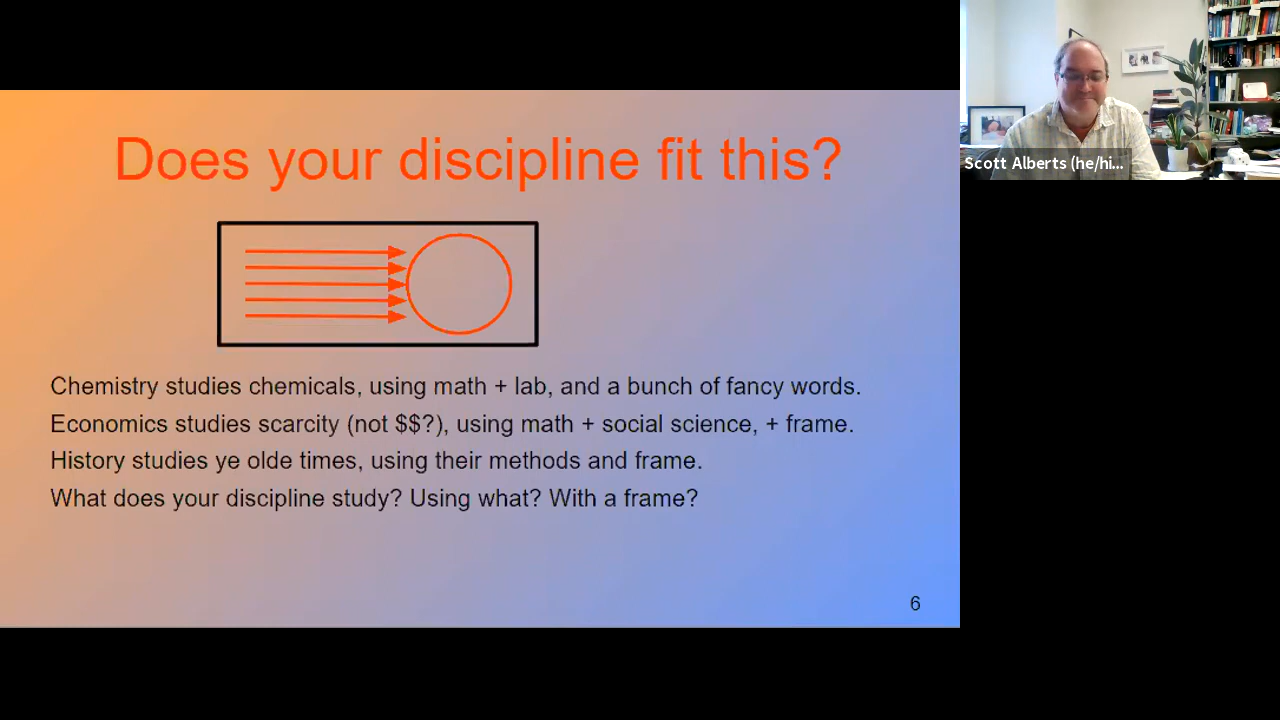 Does your discipline fit this?
Chemistry studies chemicals, using math + lab, and a bunch of fancy words.
Economics studies scarcity (not $$?), using math + social science, + frame.
History studies ye olde times, using their methods and frame.
What does your discipline study? Using what? With a frame?
6
Scott Alberts (he/hi...